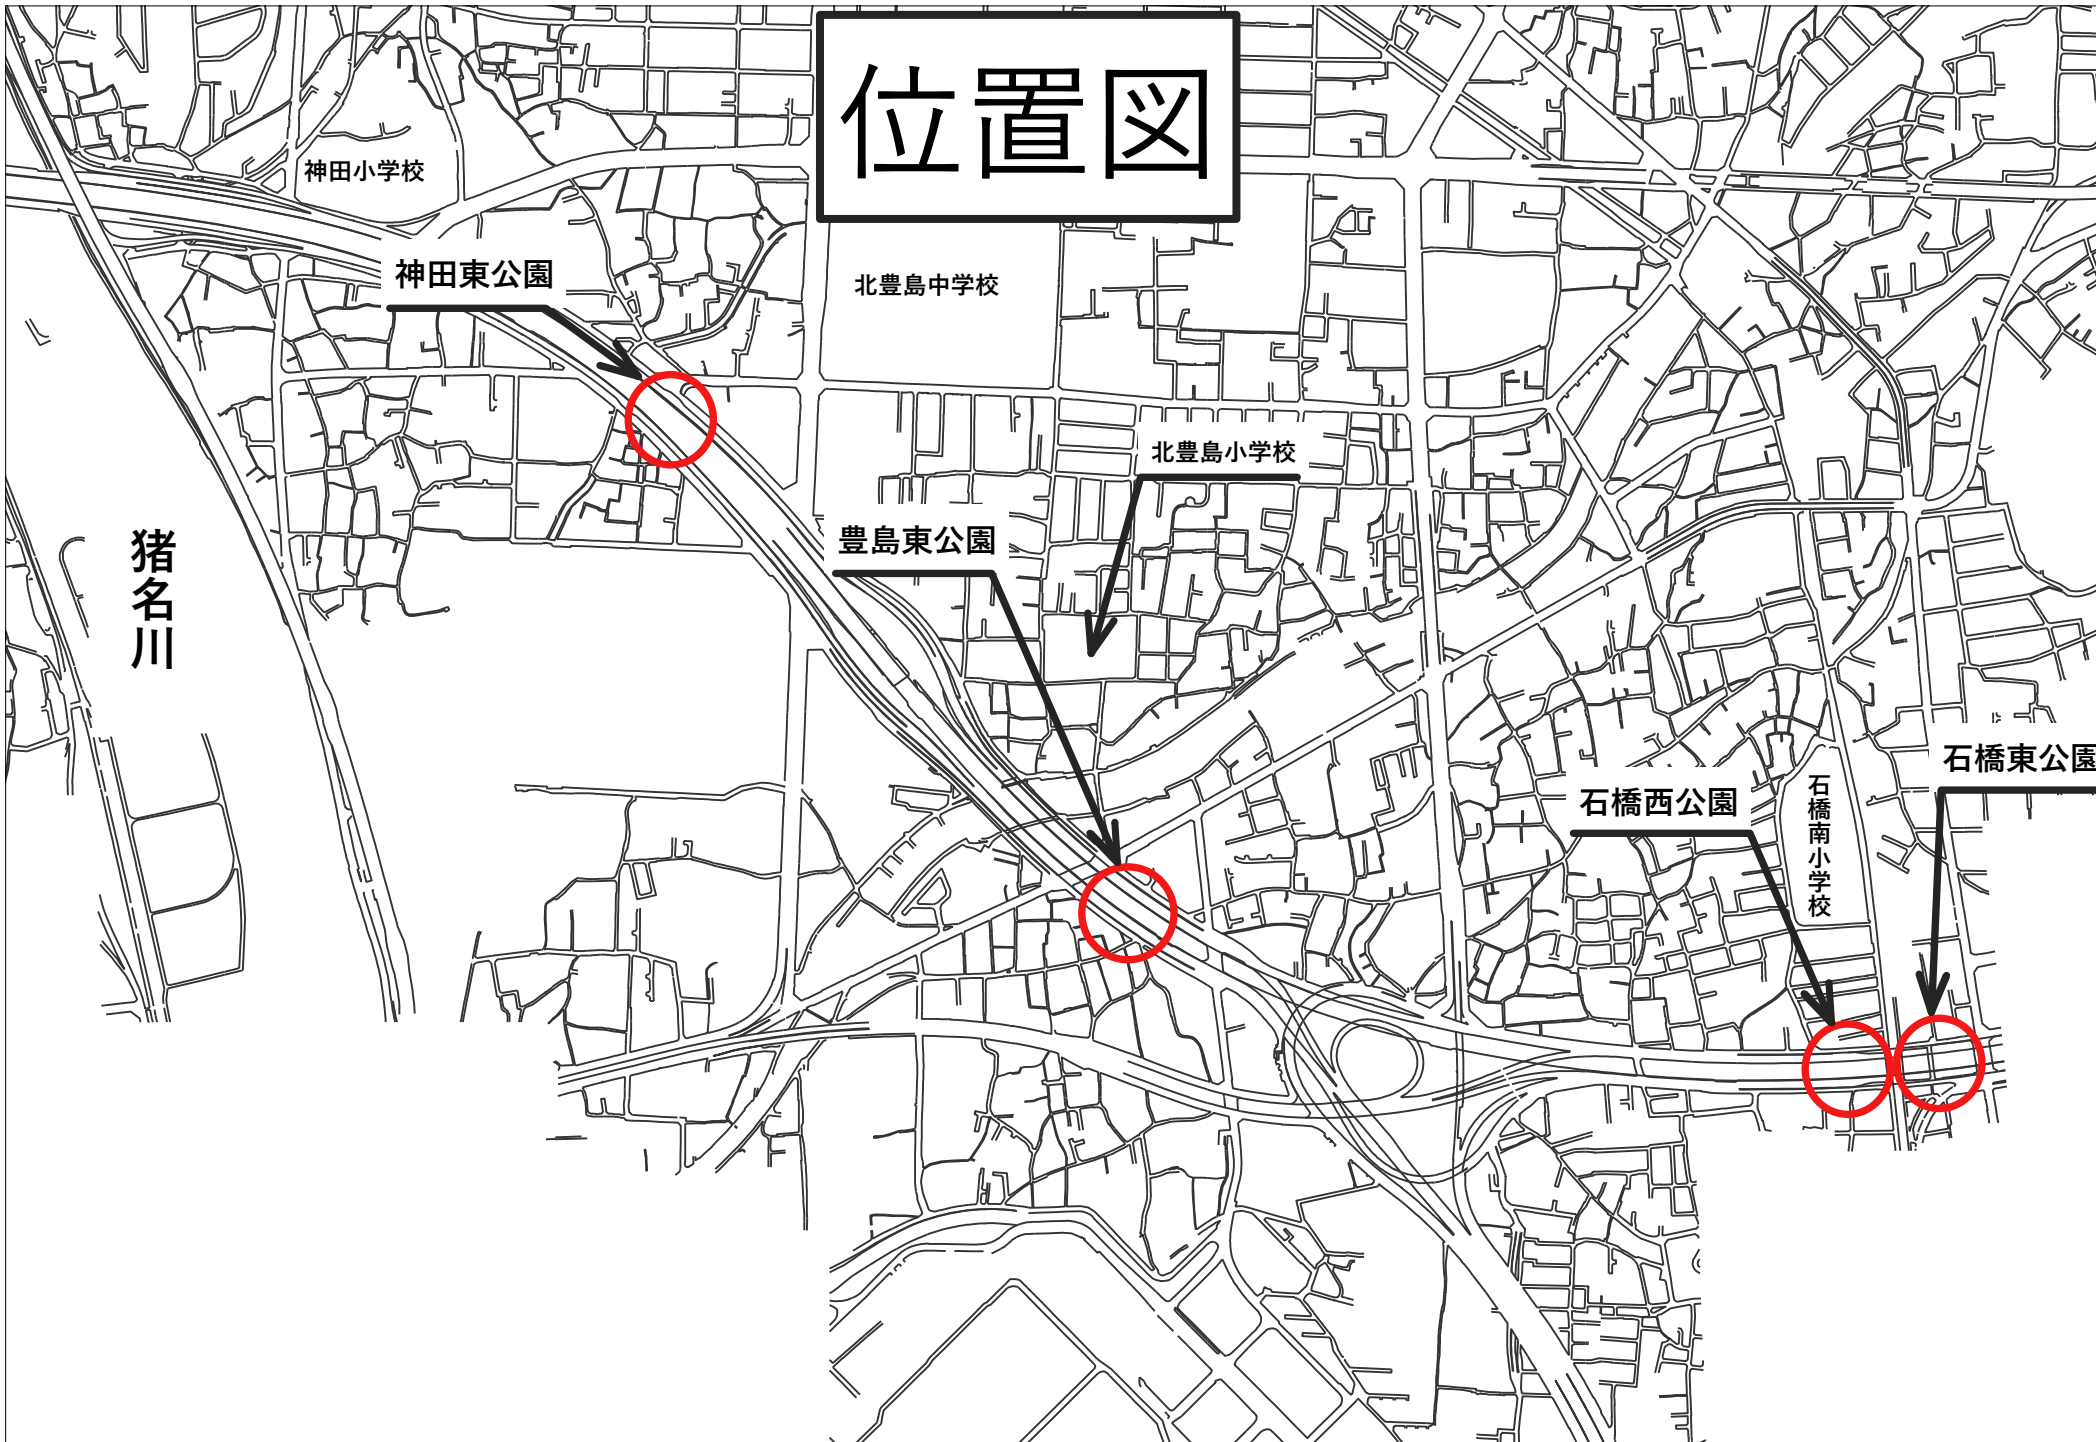 位置図
神田小学校
神田東公園
北豊島中学校
北豊島小学校
豊島東公園
猪名川
石橋東公園
石橋西公園
石橋南小学校